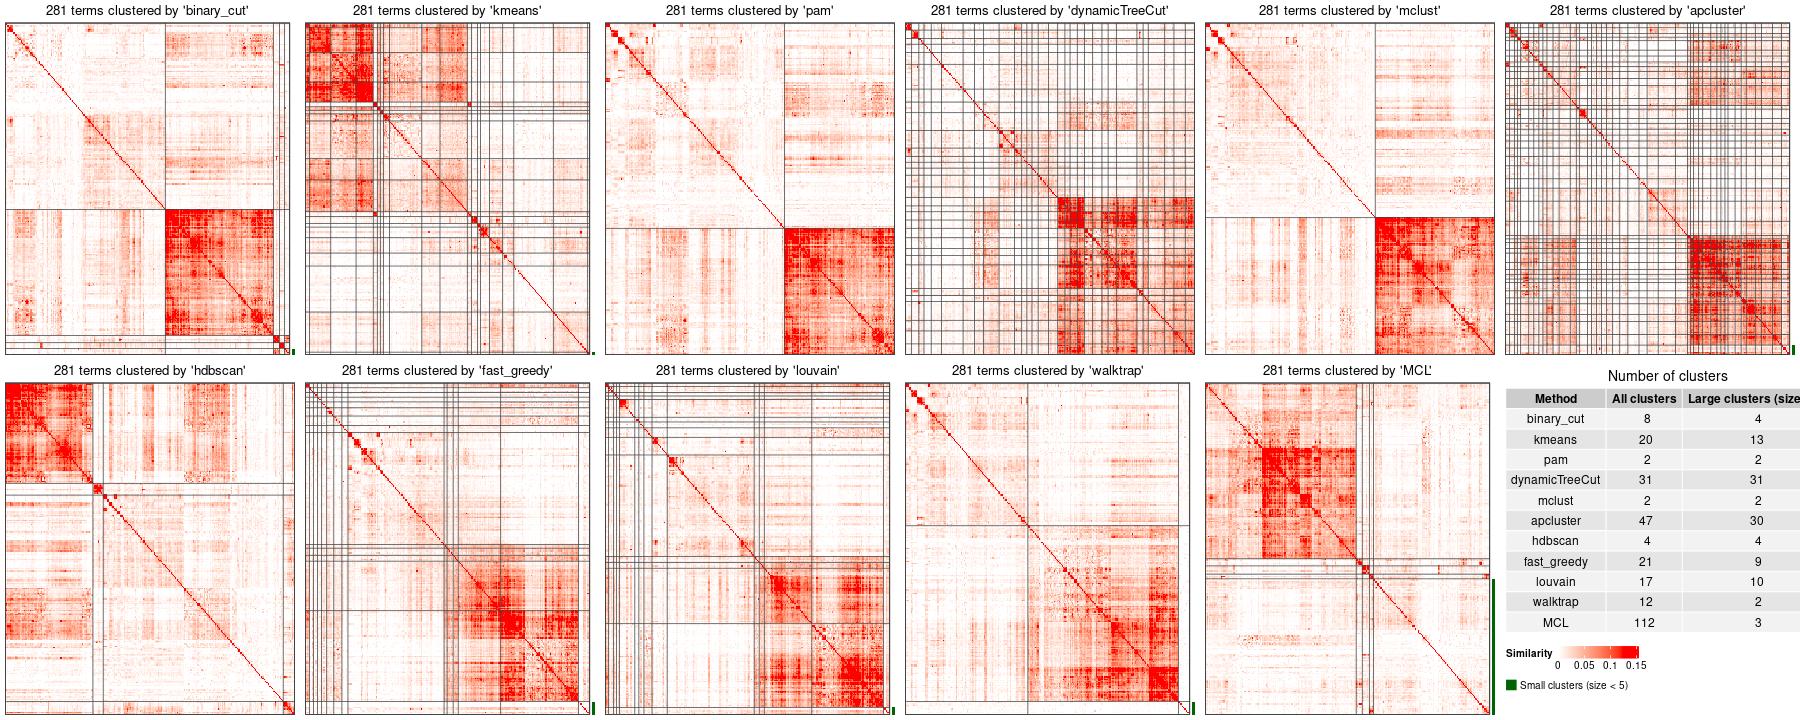 281 terms clustered by 'binary_cut'
281 terms clustered by 'kmeans'
281 terms clustered by 'pam'
281 terms clustered by 'dynamicTreeCut'
281 terms clustered by 'mclust'
281 terms clustered by 'apcluster'
281 terms clustered by 'hdbscan'
281 terms clustered by 'fast_greedy'
281 terms clustered by 'louvain'
281 terms clustered by 'walktrap'
281 terms clustered by 'MCL'
Number of clusters
Method All clusters Large clusters (size
binary_cut 8 4
kmeans 20 13
pam 2 2
dynamicTreeCut 31 31
mclust 2 2
apcluster 47 30
hdbscan 4 4
fast_greedy 21 9
louvain 17 10
walktrap 12 2
MCL 112 3
Similarity
0 0.05 0.1 0.15
Small clusters (size < 5)